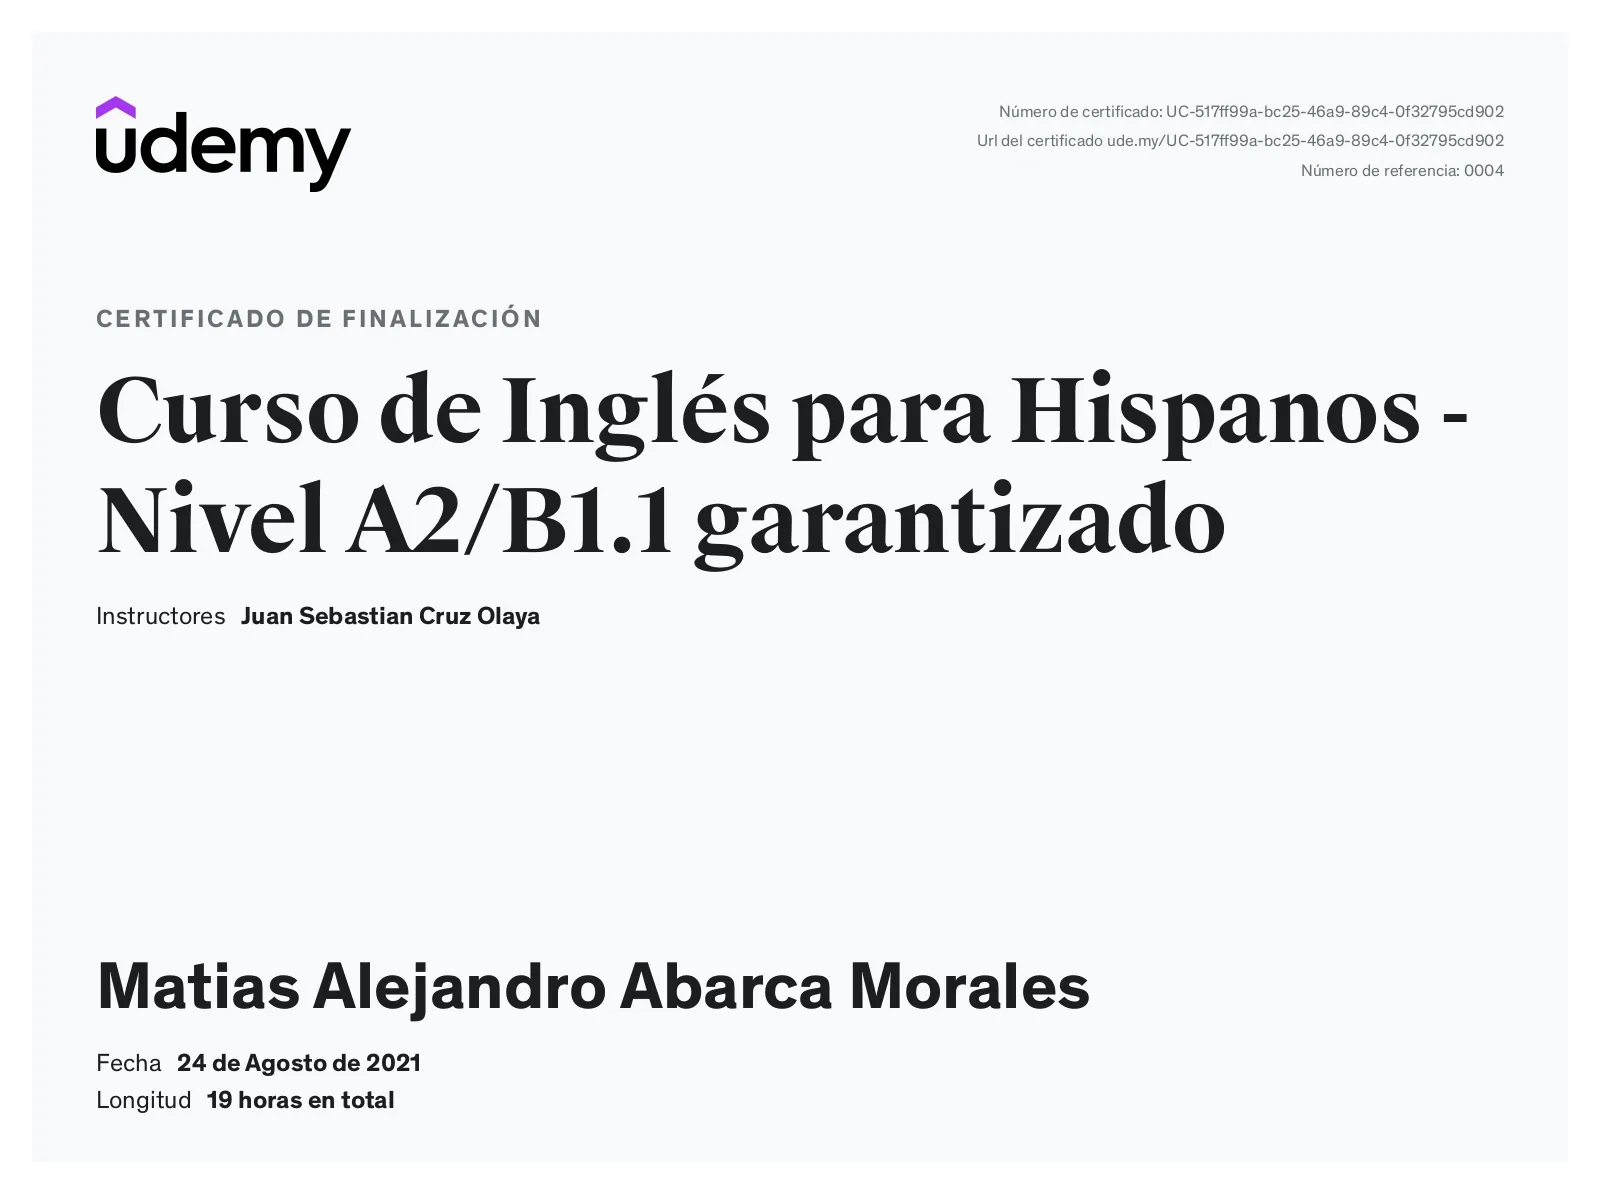 udemy
Número de certificado: UC-517ff99a-bc25-46a9-89c4-0f32795cd902
Url del certificado ude.my/UC-517ff99a-bc25-46a9-89c4-0f32795cd902
Número de referencia: 0004
CERTIFICADO DE FINALIZACIÓN
Curso de Inglés para Hispanos -
Nivel A2/B1.1 garantizado
Instructores Juan Sebastian Cruz Olaya
Matias Alejandro Abarca Morales
Fecha 24 de Agosto de 2021
Longitud 19 horas en total